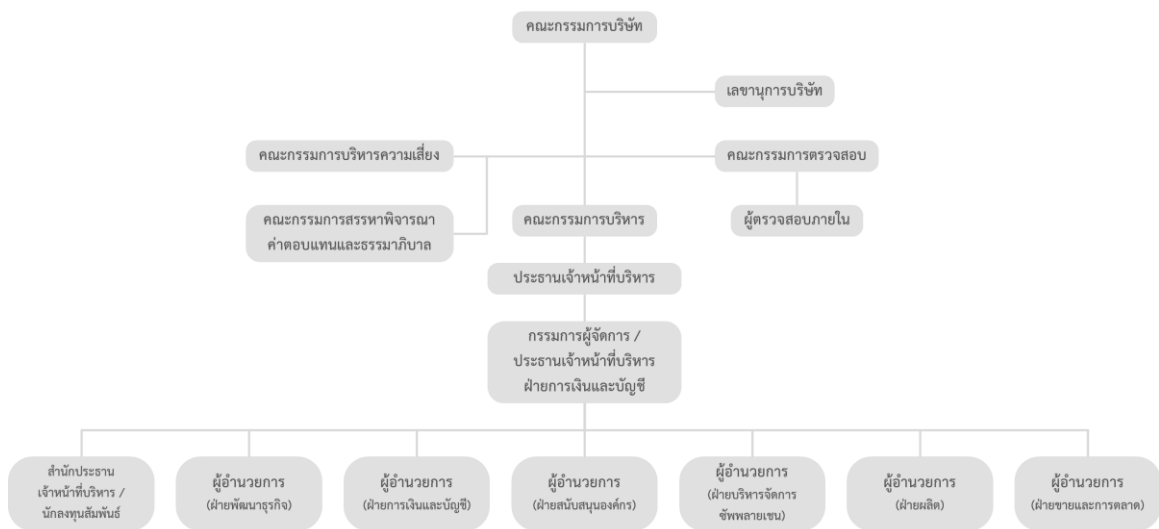 คณะกรรมการบริษัท
เลขานุการบริษัท
คณะกรรมการบริหารความเสี่ยง
คณะกรรมการตรวจสอบ
คณะกรรมการสรรหาพิจารณา
ค่าตอบแทนและธรรมาภิบาล
คณะกรรมการบริหาร
ผู้ตรวจสอบภายใน
ประธานเจ้าหน้าที่บริหาร
กรรมการผู้จัดการ /
ประธานเจ้าหน้าที่บริหาร
ฝ่ายการเงินและบัญชี
สำนักประธาน
เจ้าหน้าที่บริหาร /
นักลงทุนสัมพันธ์
ผู้อำนวยการ
(ฝ่ายพัฒนาธุรกิจ)
ผู้อำนวยการ
(ฝ่ายการเงินและบัญชี)
ผู้อำนวยการ
(ฝ่ายสนับสนุนองค์กร)
ผู้อำนวยการ
(ฝ่ายบริหารจัดการ
ซัพพลายเชน)
ผู้อำนวยการ
(ฝ่ายผลิต)
ผู้อำนวยการ
(ฝ่ายขายและการตลาด)